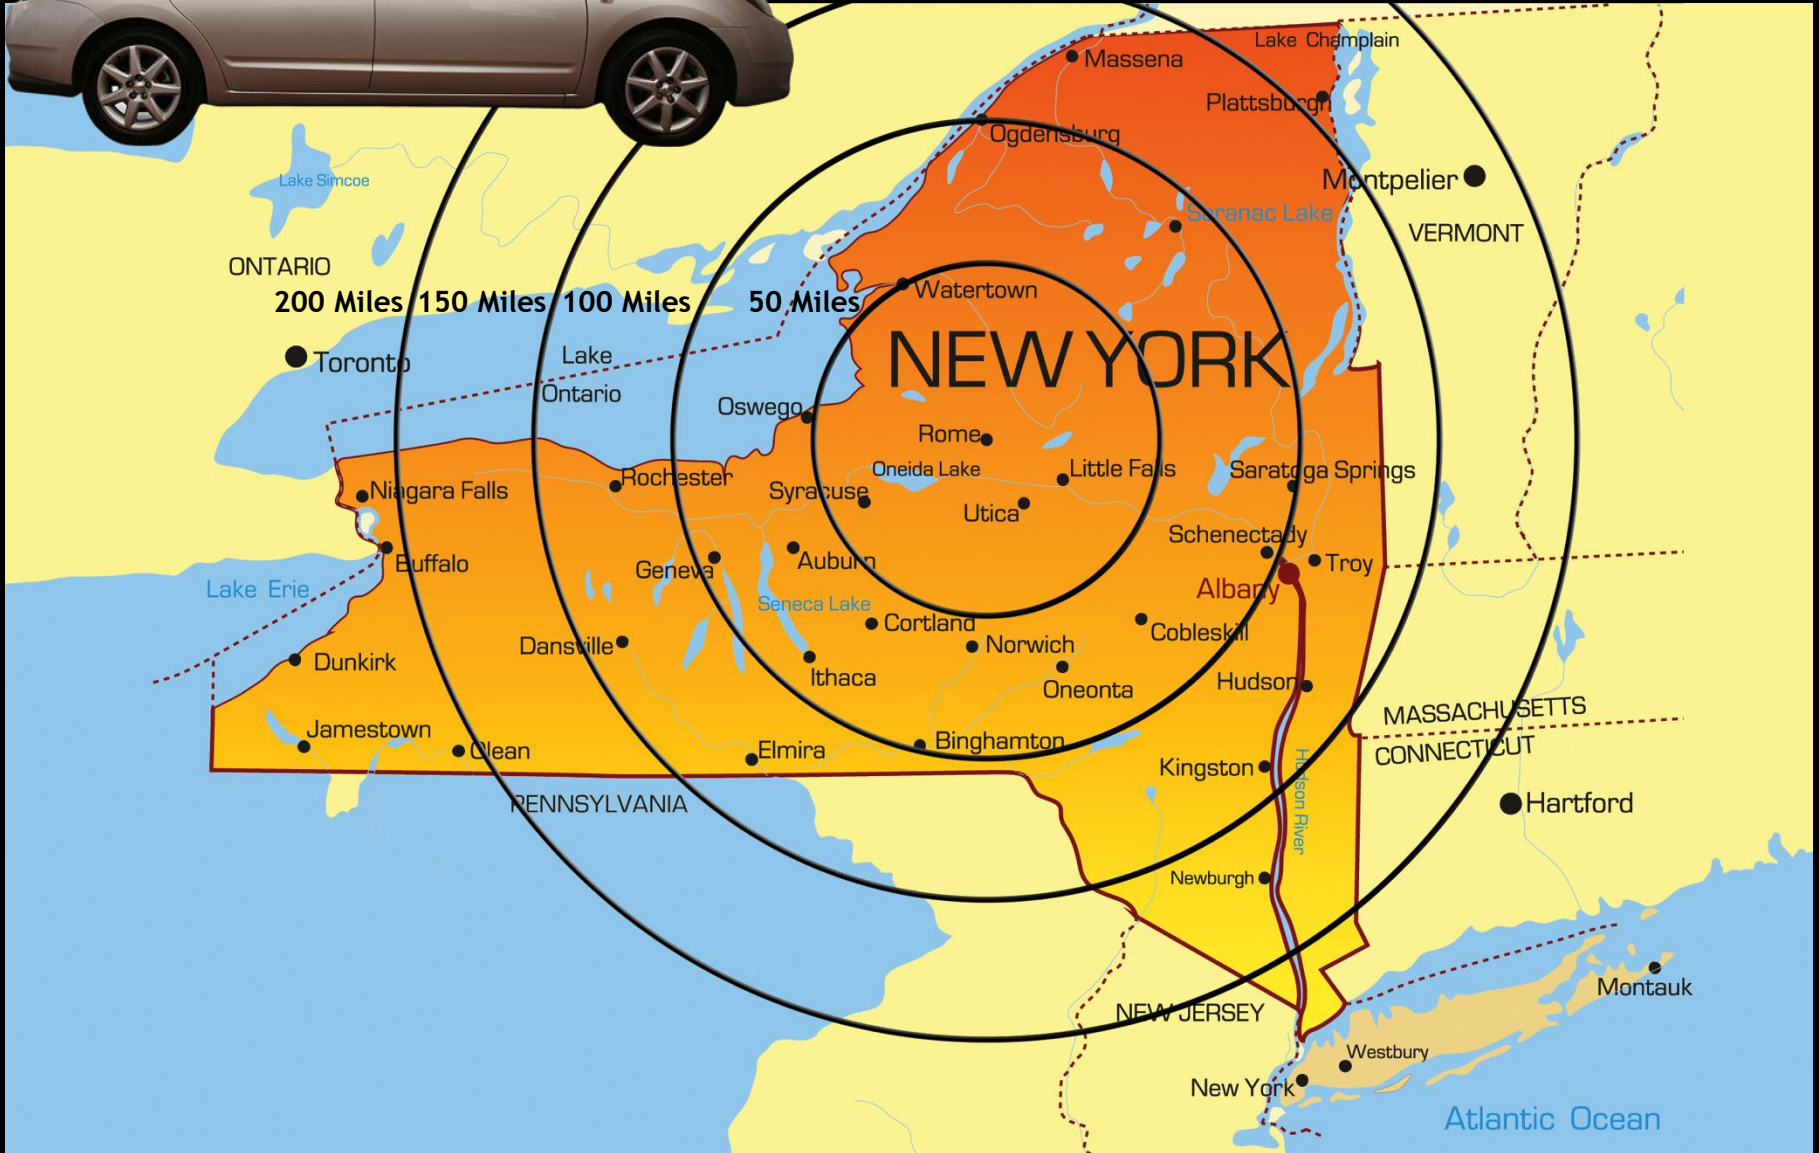 Lake Champlain
Massena
Plattsburgh
Ogdensburg
Montpelier
Lake Simcoe
Saranac Lake
VERMONT
ONTARIO
200 Miles 150 Miles 100 Miles 50 Miles
Watertown
NEW YORK
Toronto
Lake
Ontario
Oswego
Rome
Oneida Lake
Little Falls
Saratoga Springs
Rochester
Niagara Falls
Syracuse
Utica
Schenectady
Auburn
Buffalo
Geneva
Troy
Lake Erie
Albany
Seneca Lake
Cortland
Cobleskill
Dansville
Norwich
Dunkirk
Ithaca
Oneonta
Hudson
MASSACHUSETTS
Jamestown
Olean
Elmira
Binghamton
CONNECTICUT
Kingston
Hudson River
PENNSYLVANIA
Hartford
Newburgh
Montauk
NEW JERSEY
Westbury
New York
Atlantic Ocean